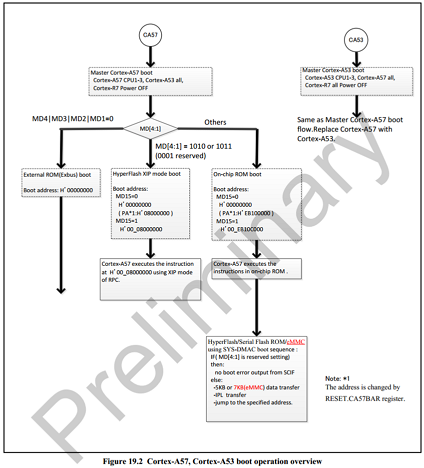 CA57
CA53
Master Cortex-A57 boot
Cortex-A57 CPU1-3, Cortex-A53 all,
Cortex-R7 Power OFF
Master Cortex-A53 boot
Cortex-A53 CPU1-3, Cortex-A57 all,
Cortex-R7 all Power OFF
MD4|MD3|MD2|MD1=0
MD[4:1]
Others
MD[4:1] = 1010 or 1011
(0001 reserved)
Same as Master Cortex-A57 boot
flow.Replace Cortex-A57 with
Cortex-A53.
External ROM(Exbus) boot
Boot address: H'00000000
HyperFlash XIP mode boot
Boot address:
MD15=0
H'00000000
( PA*1:H'08000000 )
MD15=1
H'00_08000000
On-chip ROM boot
Boot address:
MD15=0
H'00000000
( PA*1:H'EB100000 )
MD15=1
H'00_EB100000
Cortex-A57 executes the instruction
at H'00_08000000 using XIP mode
of RPC.
Cortex-A57 executes the
instructions in on-chip ROM .
HyperFlash/Serial Flash ROM/eMMC
using SYS-DMAC boot sequence :
IF( MD[4:1] is reserved setting)
then:
no boot error output from SCIF
else:
-5KB or 7KB(eMMC) data transfer
-IPL transfer
-jump to the specified address.
Note: *1
The address is changed by
RESET.CA57BAR register.
Preliminary
Figure 19.2 Cortex-A57, Cortex-A53 boot operation overview